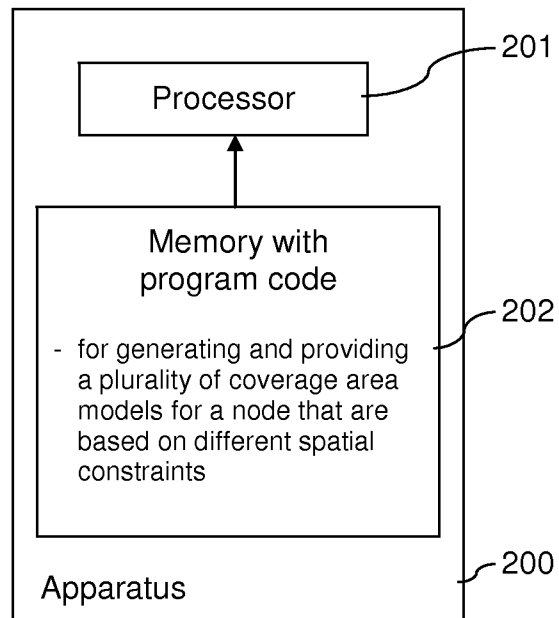 201
Processor
Memory with
program code
202
- for generating and providing
a plurality of coverage area
models for a node that are
based on different spatial
constraints
200
Apparatus